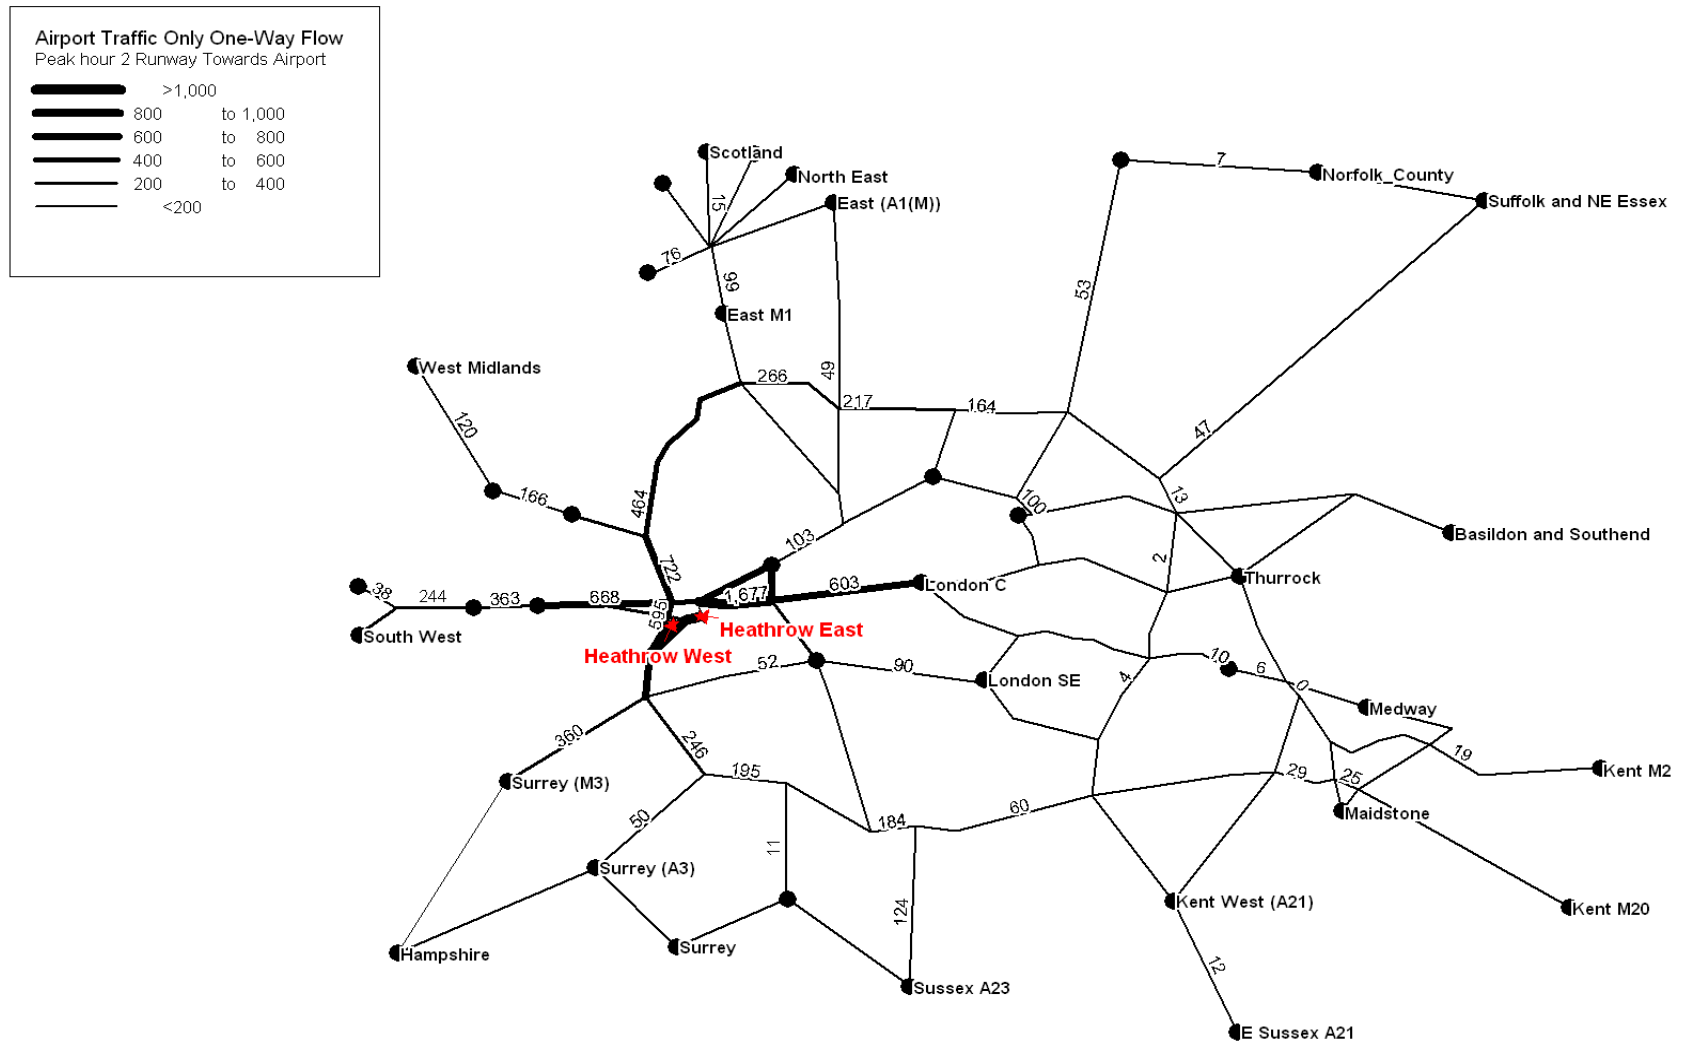 Airport Traffic Only One-Way Flow
Peak hour 2 Runway Towards Airport
>1,000
800 to 1,000
600 to 800
400 to 600
200 to 400
<200
Scotland
North East
East (A1(M))
15
76
99
East M1
7
Norfolk_County
Suffolk and NE Essex
53
West Midlands
266
49
217
164
47
120
166
464
100
13
103
2
Basildon and Southend
722
Thurrock
38
244
363
668
595
1,677
603
London C
South West
Heathrow East
Heathrow West
52
90
London SE
4
10
6
0
Medway
360
246
195
Surrey (M3)
19
Kent M2
29
25
Maidstone
50
11
184
60
Surrey (A3)
124
Kent West (A21)
Kent M20
Hampshire
Surrey
12
Sussex A23
E Sussex A21